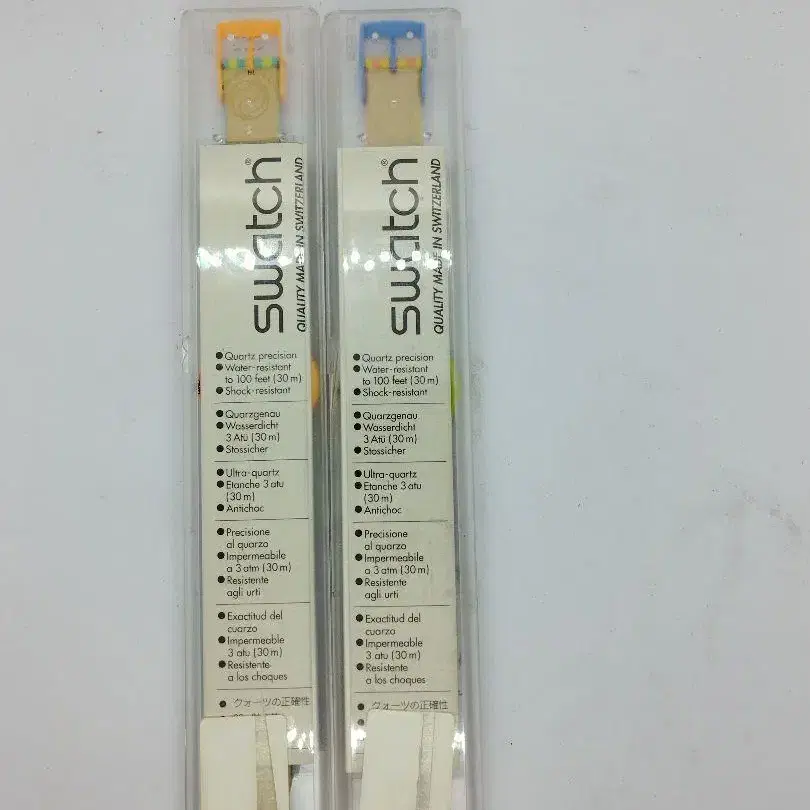 swatch®
QUALITY MADE IN SWITZERLAND
● Quartz precision
● Water-resistant
to 100 feet (30 m)
● Shock-resistant
● Quarzgenau
● Wasserdicht
3 Atü (30 m)
● Stossicher
● Ultra-quartz
● Etanche 3 atu
(30 m)
● Antichoc
● Precisione
al quarzo
● Impermeabile
a 3 atm (30 m)
● Resistente
agli urti
● Exactitud del
cuarzo
● Impermeable
3 atu (30 m)
● Resistente
a los choques
● クォーツの正確性
swatch®
QUALITY MADE IN SWITZERLAND
● Quartz precision
● Water-resistant
to 100 feet (30 m)
● Shock-resistant
● Quarzgenau
● Wasserdicht
3 Atü (30 m)
● Stossicher
● Ultra-quartz
● Etanche 3 atu
(30 m)
● Antichoc
● Precisione
al quarzo
● Impermeabile
a 3 atm (30 m)
● Resistente
agli urti
● Exactitud del
cuarzo
● Impermeable
3 atu (30 m)
● Resistente
a los choques
● クォーツの正確性